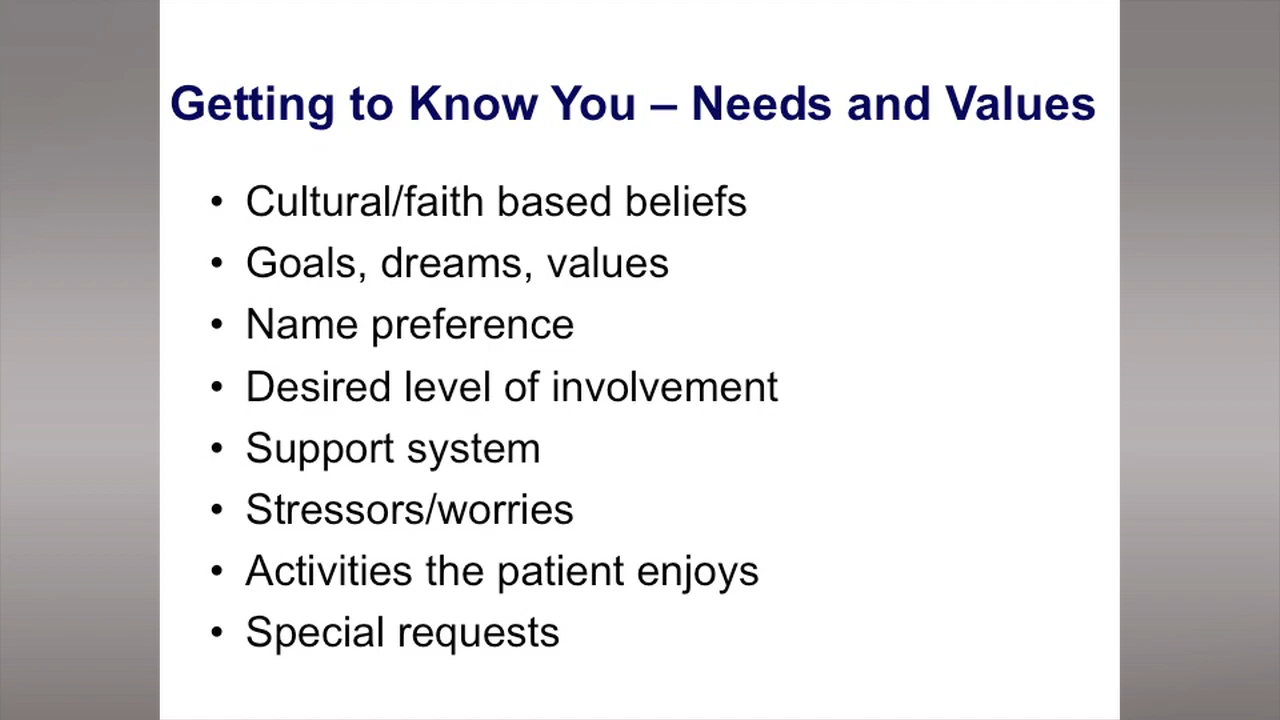 Getting to Know You – Needs and Values
• Cultural/faith based beliefs
• Goals, dreams, values
• Name preference
• Desired level of involvement
• Support system
• Stressors/worries
• Activities the patient enjoys
• Special requests